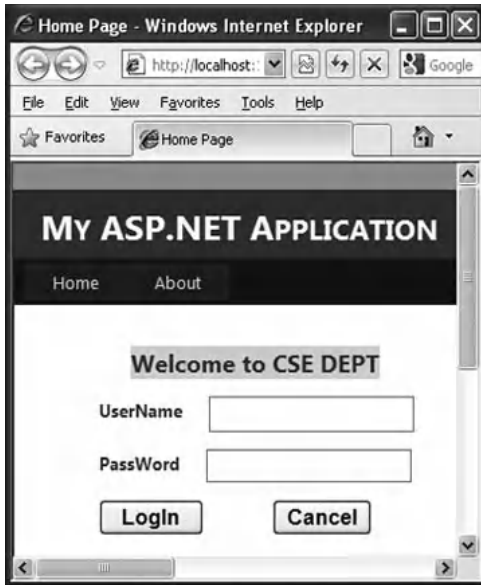 Home Page - Windows Internet Explorer
http://localhost::
Google
File Edit View Favorites Tools Help
Favorites Home Page
MY ASP.NET APPLICATION
Home About
Welcome to CSE DEPT
UserName
PassWord
LogIn Cancel